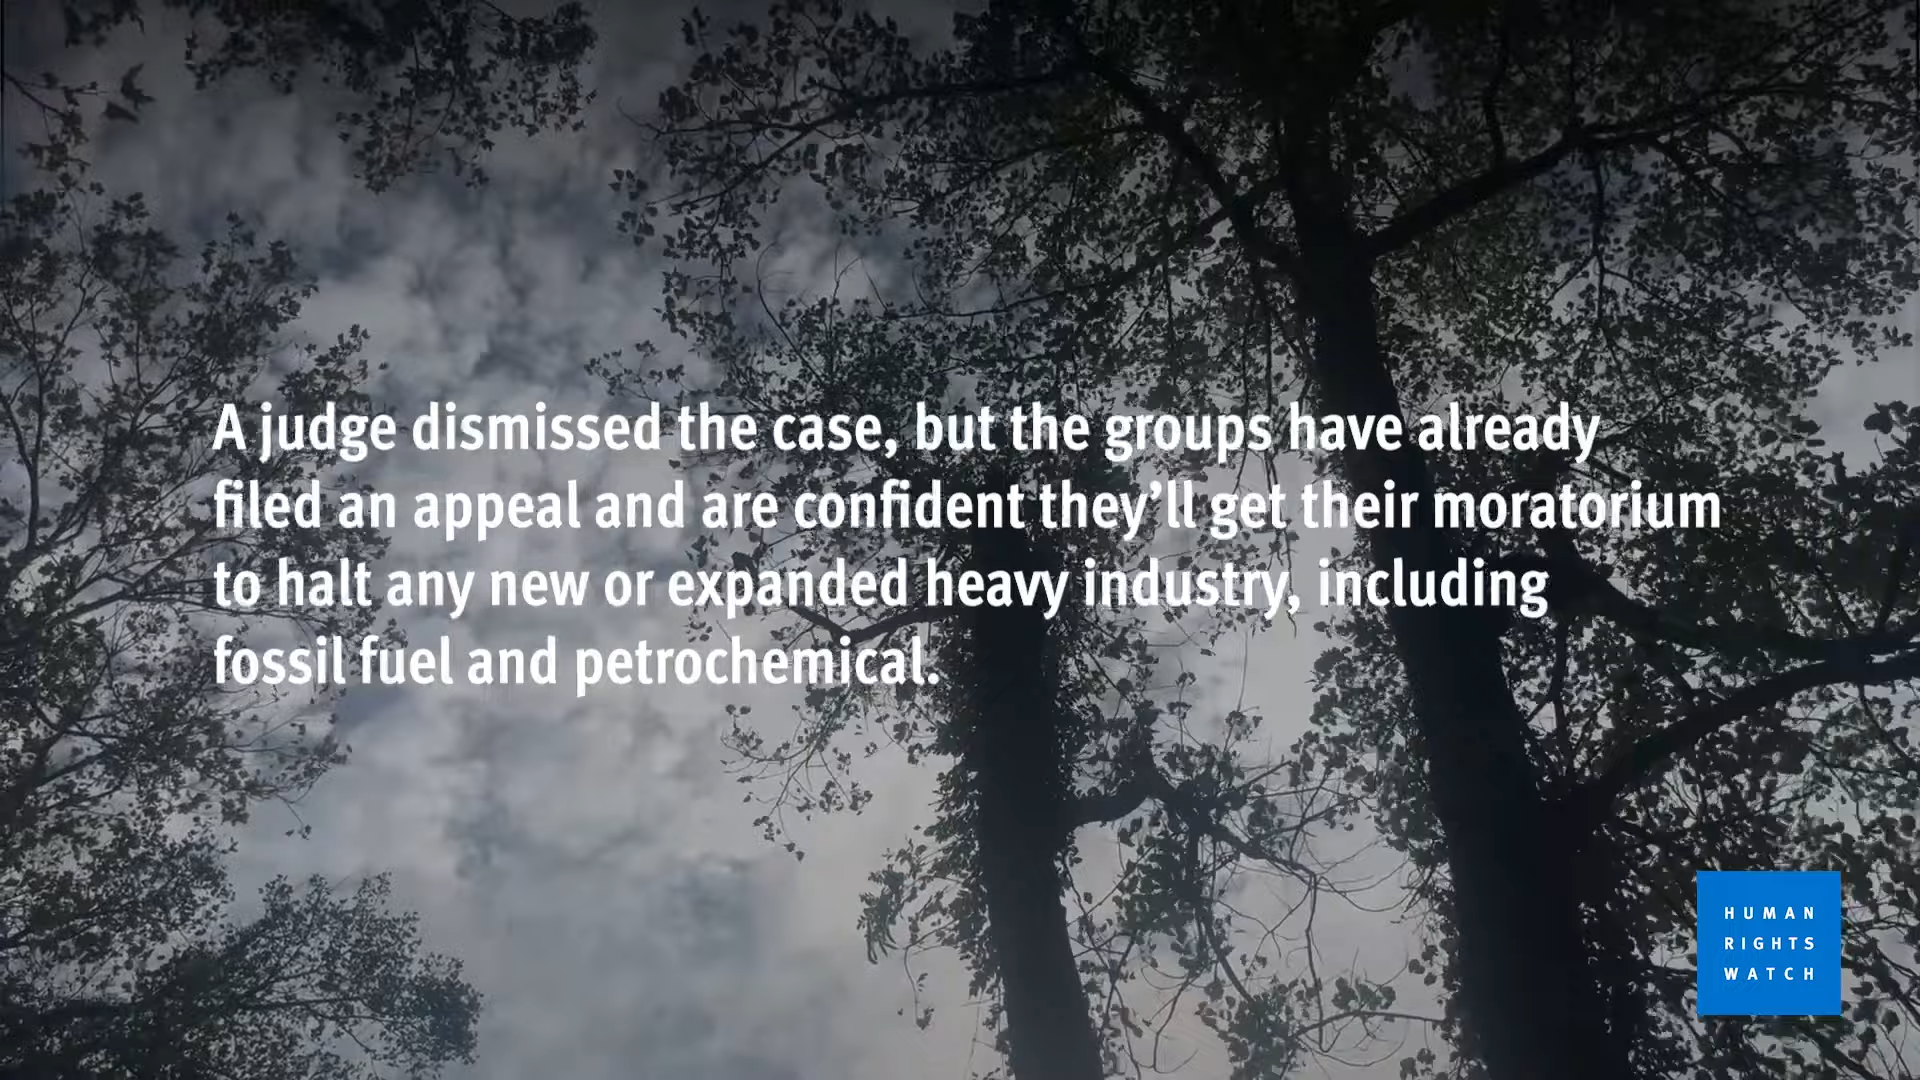 A judge dismissed the case, but the groups have already
filed an appeal and are confident they’ll get their moratorium
to halt any new or expanded heavy industry, including
fossil fuel and petrochemical.
HUMAN
RIGHTS
WATCH